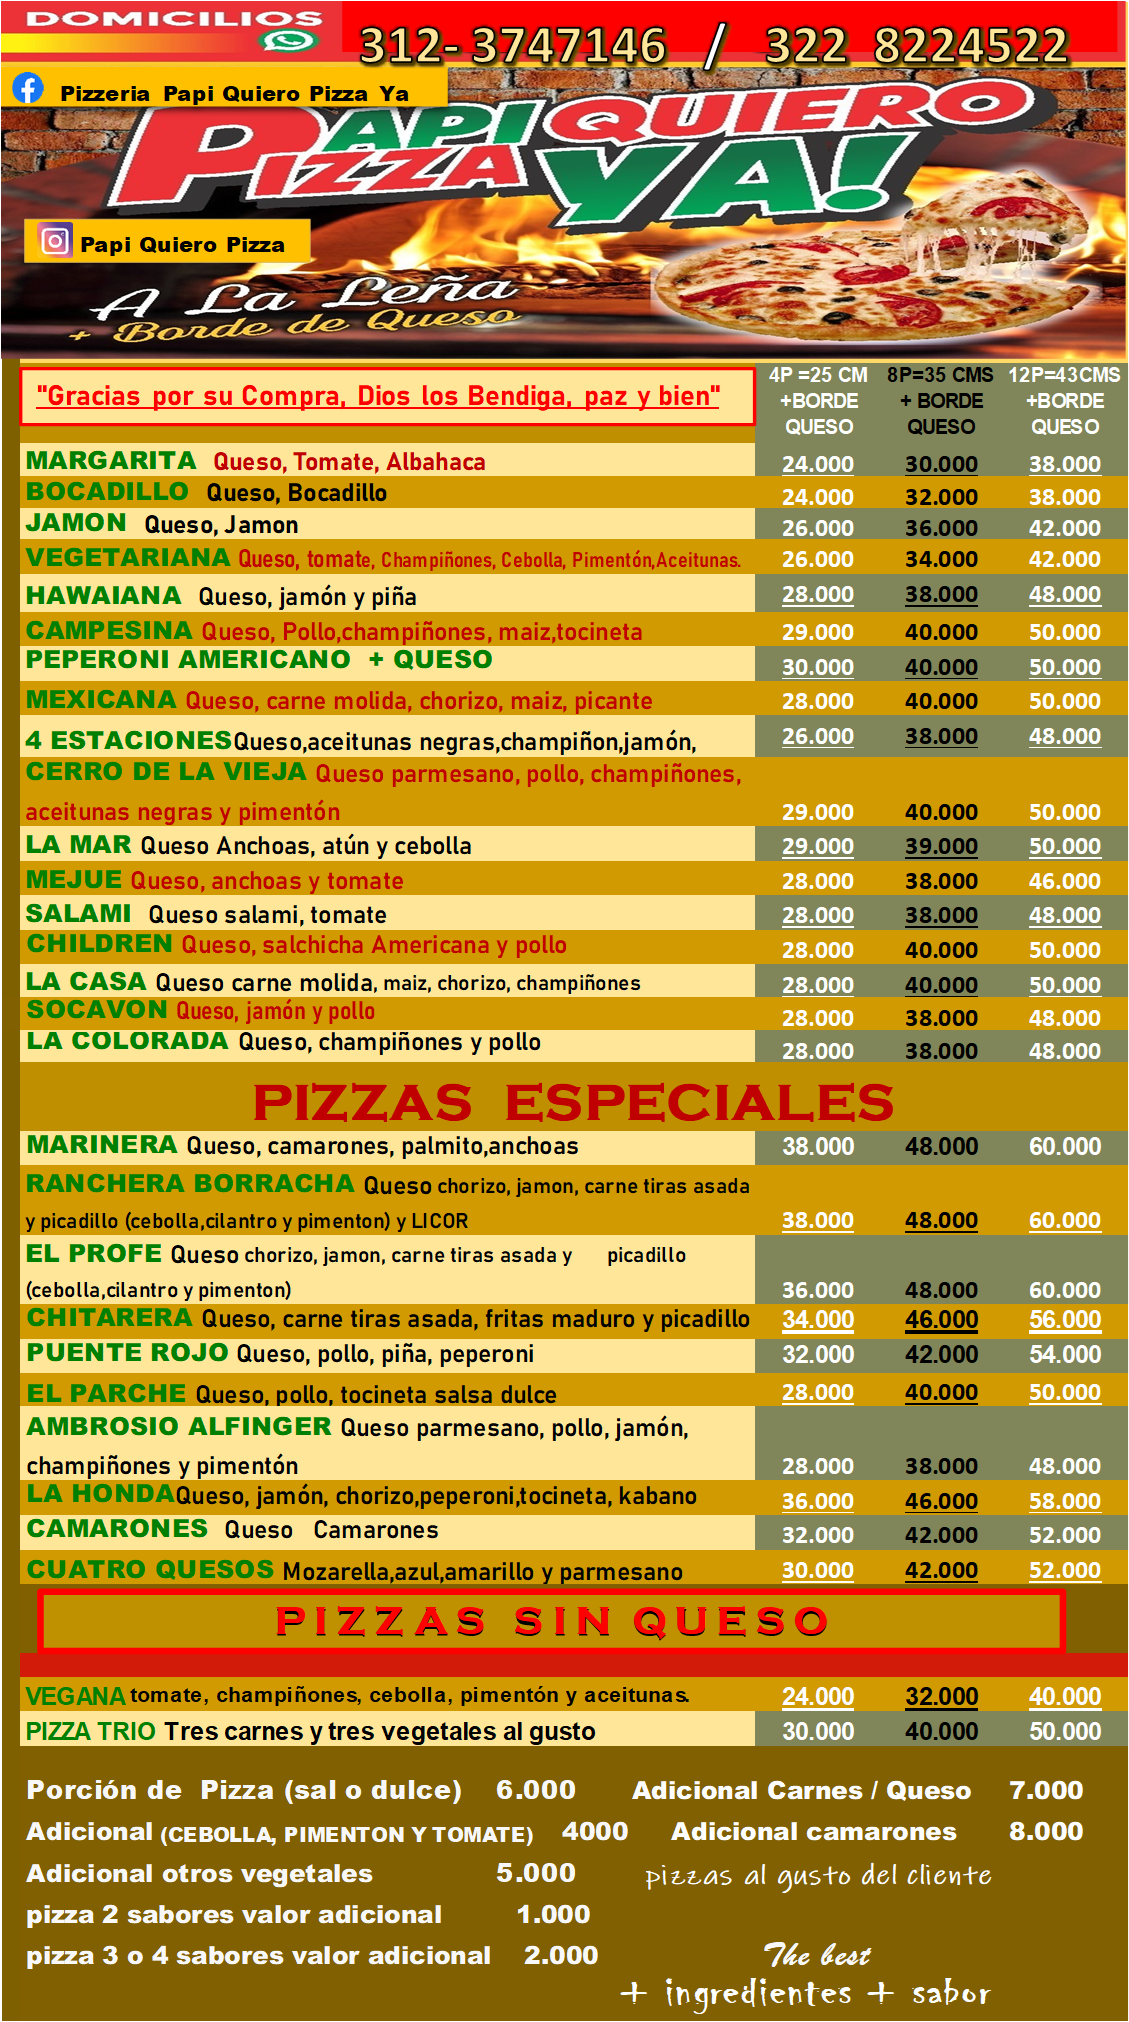 DOMICILIOS
312- 3747146 / 322 8224522
Pizzeria Papi Quiero Pizza Ya
PAPI QUIERO
PIZZA YA!
Papi Quiero Pizza
A La Leña
+ Borde de Queso
"Gracias por su Compra, Dios los Bendiga, paz y bien"
4P =25 CM 8P=35 CMS 12P=43CMS
+BORDE + BORDE +BORDE
QUESO QUESO QUESO
MARGARITA Queso, Tomate, Albahaca 24.000 30.000 38.000
BOCADILLO Queso, Bocadillo 24.000 32.000 38.000
JAMON Queso, Jamon 26.000 36.000 42.000
VEGETARIANA Queso, tomate, Champiñones, Cebolla, Pimentón,Aceitunas. 26.000 34.000 42.000
HAWAIANA Queso, jamón y piña 28.000 38.000 48.000
CAMPESINA Queso, Pollo,champiñones, maiz,tocineta 29.000 40.000 50.000
PEPERONI AMERICANO + QUESO 30.000 40.000 50.000
MEXICANA Queso, carne molida, chorizo, maiz, picante 28.000 40.000 50.000
4 ESTACIONESQueso,aceitunas negras,champiñon,jamón, 26.000 38.000 48.000
CERRO DE LA VIEJA Queso parmesano, pollo, champiñones,
aceitunas negras y pimentón 29.000 40.000 50.000
LA MAR Queso Anchoas, atún y cebolla 29.000 39.000 50.000
MEJUE Queso, anchoas y tomate 28.000 38.000 46.000
SALAMI Queso salami, tomate 28.000 38.000 48.000
CHILDREN Queso, salchicha Americana y pollo 28.000 40.000 50.000
LA CASA Queso carne molida, maiz, chorizo, champiñones 28.000 40.000 50.000
SOCAVON Queso, jamón y pollo 28.000 38.000 48.000
LA COLORADA Queso, champiñones y pollo 28.000 38.000 48.000
PIZZAS ESPECIALES
MARINERA Queso, camarones, palmito,anchoas 38.000 48.000 60.000
RANCHERA BORRACHA Queso chorizo, jamon, carne tiras asada
y picadillo (cebolla,cilantro y pimenton) y LICOR 38.000 48.000 60.000
EL PROFE Queso chorizo, jamon, carne tiras asada y picadillo
(cebolla,cilantro y pimenton) 36.000 48.000 60.000
CHITARERA Queso, carne tiras asada, fritas maduro y picadillo 34.000 46.000 56.000
PUENTE ROJO Queso, pollo, piña, peperoni 32.000 42.000 54.000
EL PARCHE Queso, pollo, tocineta salsa dulce 28.000 40.000 50.000
AMBROSIO ALFINGER Queso parmesano, pollo, jamón,
champiñones y pimentón 28.000 38.000 48.000
LA HONDAQueso, jamón, chorizo,peperoni,tocineta, kabano 36.000 46.000 58.000
CAMARONES Queso Camarones 32.000 42.000 52.000
CUATRO QUESOS Mozarella,azul,amarillo y parmesano 30.000 42.000 52.000
PIZZAS SIN QUESO
VEGANA tomate, champiñones, cebolla, pimentón y aceitunas. 24.000 32.000 40.000
PIZZA TRIO Tres carnes y tres vegetales al gusto 30.000 40.000 50.000
Porción de Pizza (sal o dulce) 6.000 Adicional Carnes / Queso 7.000
Adicional (CEBOLLA, PIMENTON Y TOMATE) 4000 Adicional camarones 8.000
Adicional otros vegetales 5.000 pizzas al gusto del cliente
pizza 2 sabores valor adicional 1.000
pizza 3 o 4 sabores valor adicional 2.000 The best
+ ingredientes + sabor